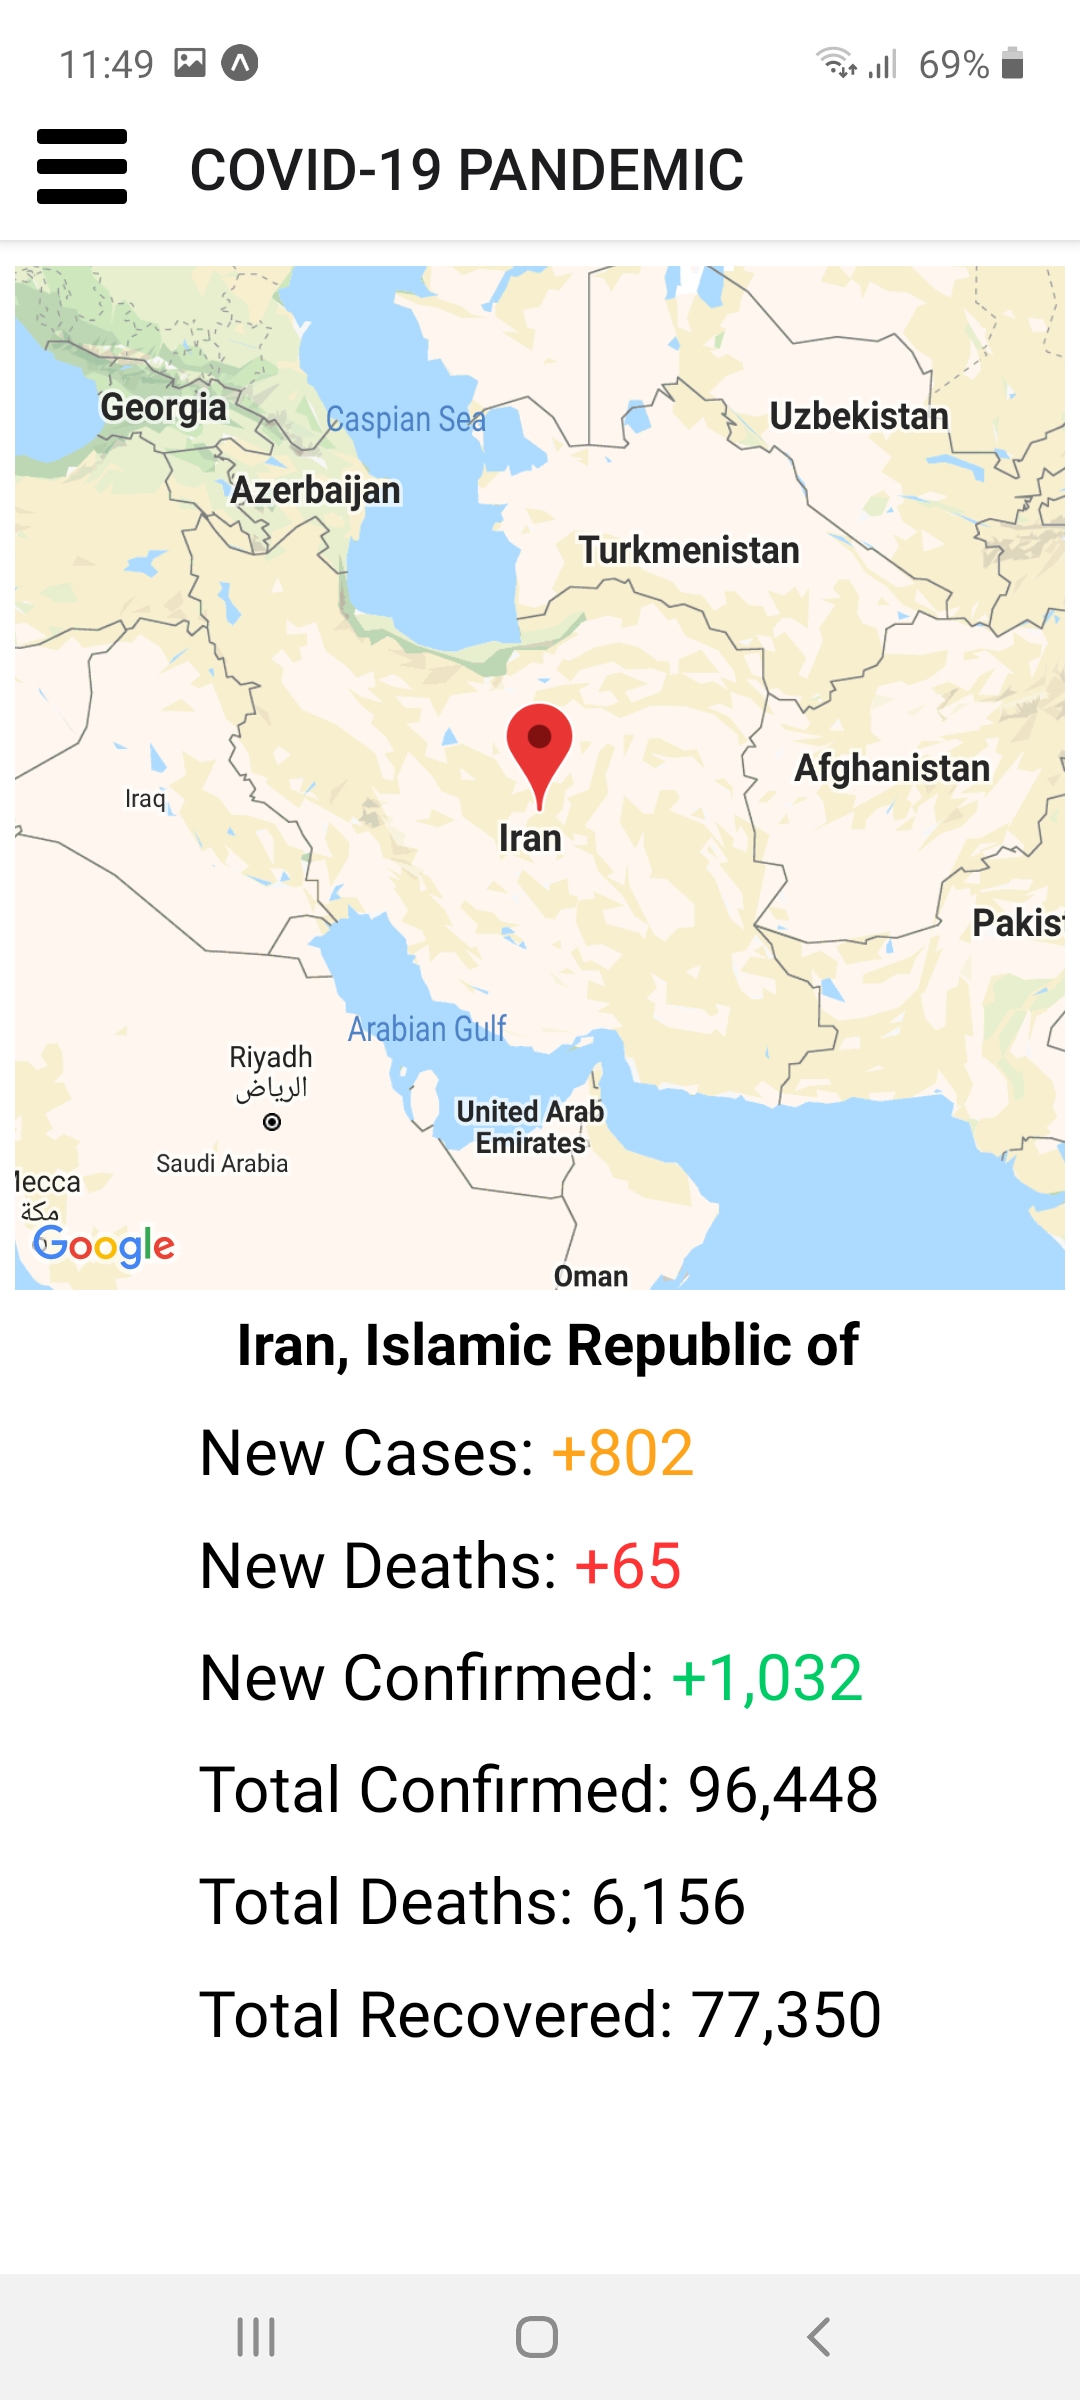 11:49
69%
COVID-19 PANDEMIC
Georgia
Caspian Sea
Uzbekistan
Azerbaijan
Turkmenistan
Afghanistan
Iraq
Iran
Pakist
Arabian Gulf
Riyadh
الرياض
United Arab
Emirates
Saudi Arabia
Mecca
مكة
Google
Oman
Iran, Islamic Republic of
New Cases: +802
New Deaths: +65
New Confirmed: +1,032
Total Confirmed: 96,448
Total Deaths: 6,156
Total Recovered: 77,350